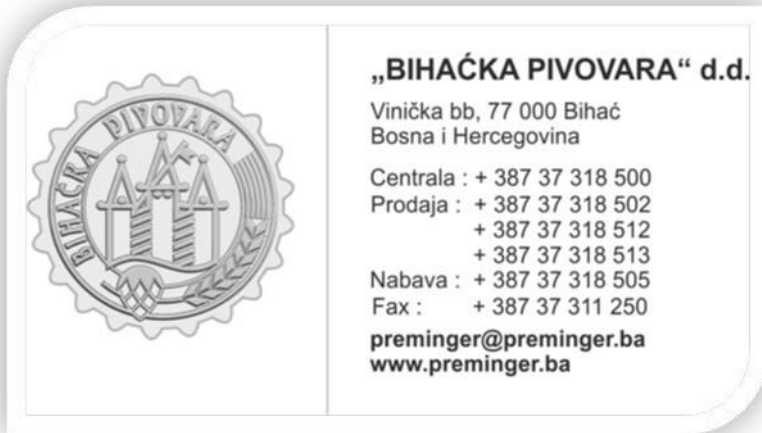 BIHAĆKA PIVOVARA
„BIHAĆKA PIVOVARA“ d.d.
Vinička bb, 77 000 Bihać
Bosna i Hercegovina
Centrala : + 387 37 318 500
Prodaja : + 387 37 318 502
+ 387 37 318 512
+ 387 37 318 513
Nabava : + 387 37 318 505
Fax : + 387 37 311 250
preminger@preminger.ba
www.preminger.ba